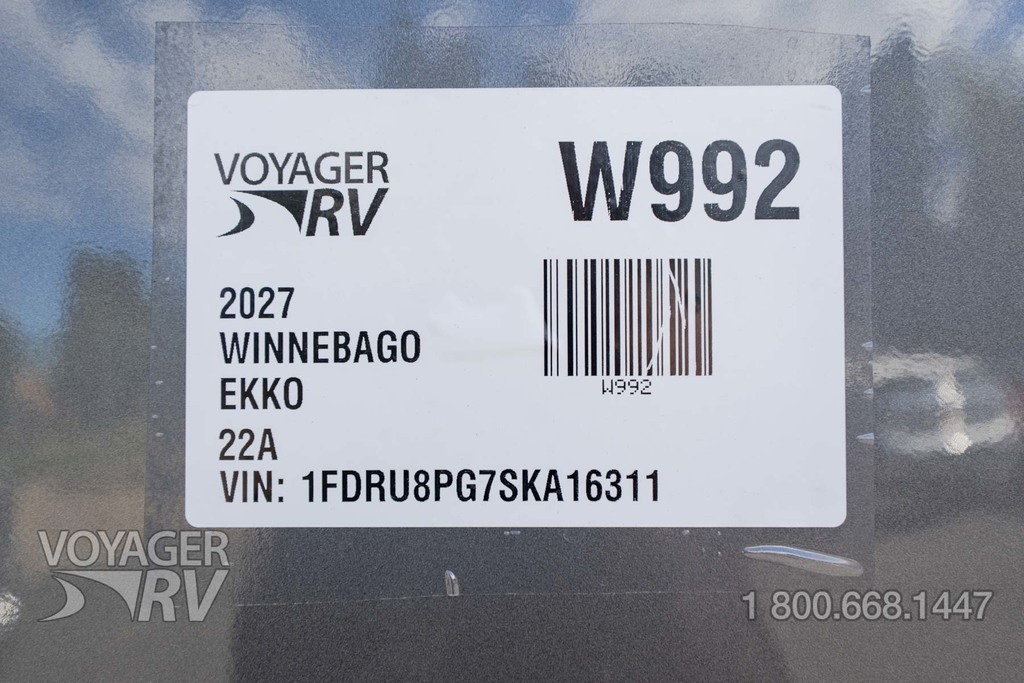 VOYAGER
RV
W992
W992
2027
WINNEBAGO
EKKO
22A
VIN: 1FDRU8PG7SKA16311
VOYAGER
RV
1 800.668.1447